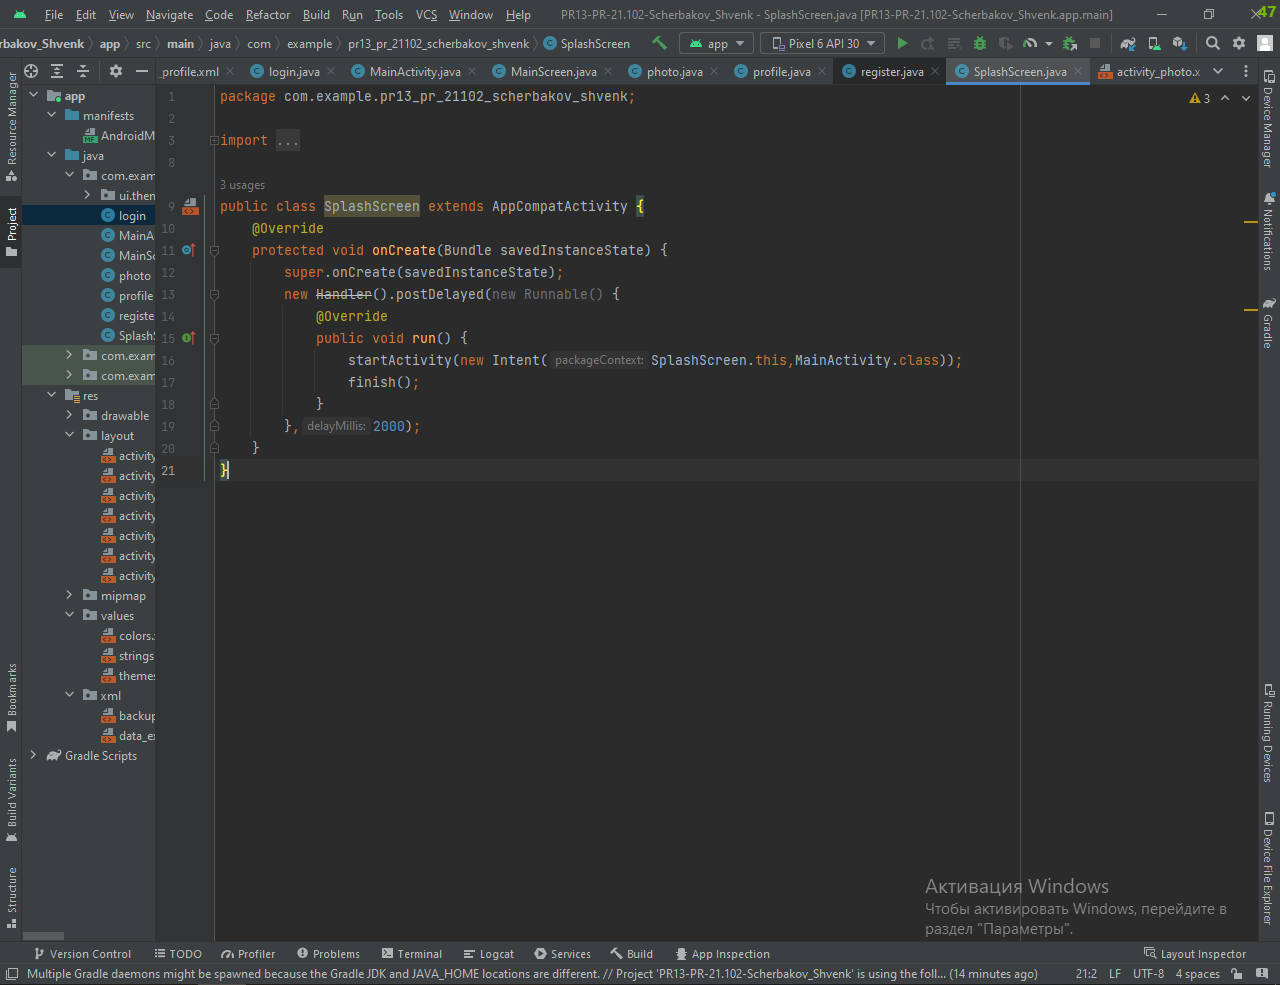 File Edit View Navigate Code Refactor Build Run Tools VCS Window Help PR13-PR-21.102-Scherbakov_Shvenk - SplashScreen.java [PR13-PR-21.102-Scherbakov_Shvenk.app.main] 47
rbakov_Shvenk app src main java com example pr13_pr_21102_scherbakov_shvenk SplashScreen app Pixel 6 API 30
_profile.xml login.java MainActivity.java MainScreen.java photo.java profile.java register.java SplashScreen.java activity_photo.x
Resource Manager
Project
Bookmarks
Build Variants
Structure
app
manifests
AndroidM
java
com.exam
ui.then
login
MainA
MainSc
photo
profile
registe
SplashS
com.exam
com.exam
res
drawable
layout
activity
activity
activity
activity
activity
activity
activity
mipmap
values
colors.
strings
themes
xml
backup
data_ex
Gradle Scripts
1 package com.example.pr13_pr_21102_scherbakov_shvenk;
2
3 import ...
8
3 usages
9 public class SplashScreen extends AppCompatActivity {
10 @Override
11 protected void onCreate(Bundle savedInstanceState) {
12 super.onCreate(savedInstanceState);
13 new Handler().postDelayed(new Runnable() {
14 @Override
15 public void run() {
16 startActivity(new Intent( packageContext: SplashScreen.this,MainActivity.class));
17 finish();
18 }
19 }, delayMillis: 2000);
20 }
21 }
3
Device Manager
Notifications
Gradle
Running Devices
Device File Explorer
Активация Windows
Чтобы активировать Windows, перейдите в
раздел "Параметры".
Version Control TODO Profiler Problems Terminal Logcat Services Build App Inspection Layout Inspector
Multiple Gradle daemons might be spawned because the Gradle JDK and JAVA_HOME locations are different. // Project 'PR13-PR-21.102-Scherbakov_Shvenk' is using the foll... (14 minutes ago) 21:2 LF UTF-8 4 spaces